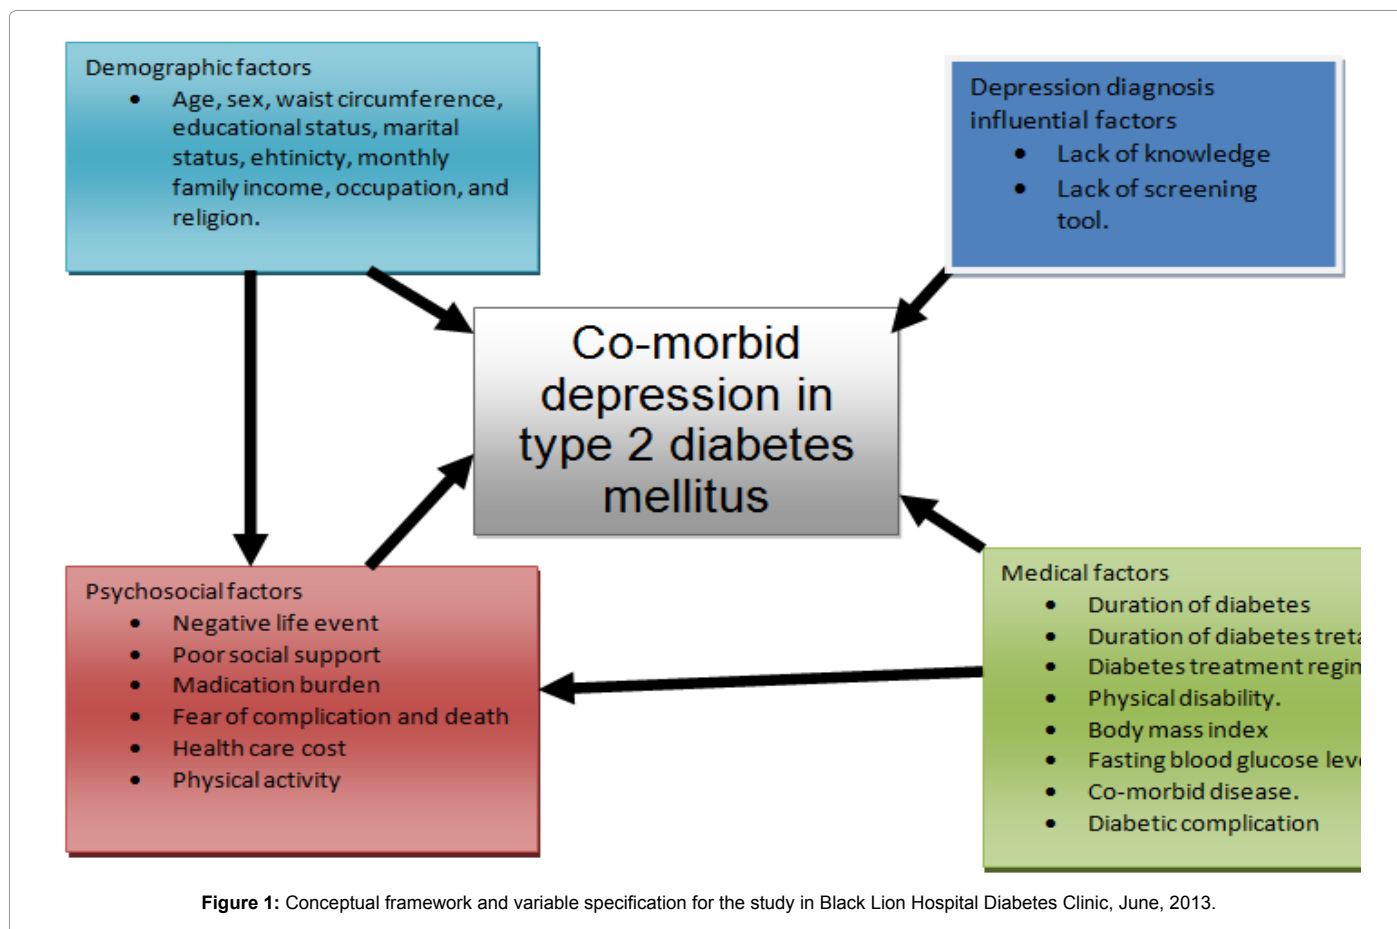 Demographic factors
• Age, sex, waist circumference,
educational status, marital
status, ehtinicty, monthly
family income, occupation, and
religion.
Depression diagnosis
influential factors
• Lack of knowledge
• Lack of screening
tool.
Co-morbid
depression in
type 2 diabetes
mellitus
Psychosocial factors
• Negative life event
• Poor social support
• Madication burden
• Fear of complication and death
• Health care cost
• Physical activity
Medical factors
• Duration of diabetes
• Duration of diabetes
• Diabetes treatment
• Physical disability.
• Body mass index
• Fasting blood glucose
• Co-morbid disease.
• Diabetic complication
Figure 1: Conceptual framework and variable specification for the study in Black Lion Hospital Diabetes Clinic, June, 2013.